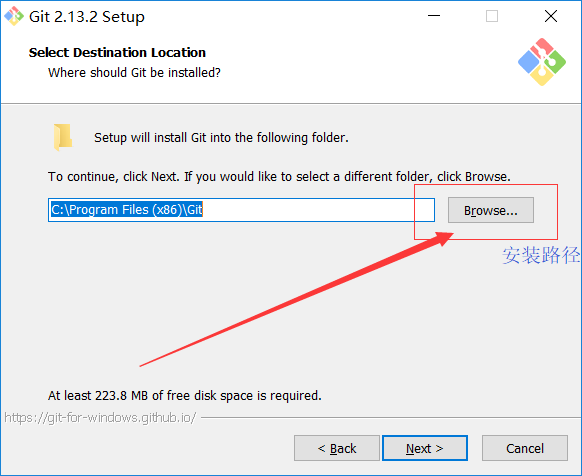 Git 2.13.2 Setup
Select Destination Location
Where should Git be installed?
Setup will install Git into the following folder.
To continue, click Next. If you would like to select a different folder, click Browse.
C:\Program Files (x86)\Git
Browse...
安装路径
At least 223.8 MB of free disk space is required.
https://git-for-windows.github.io/
< Back
Next >
Cancel